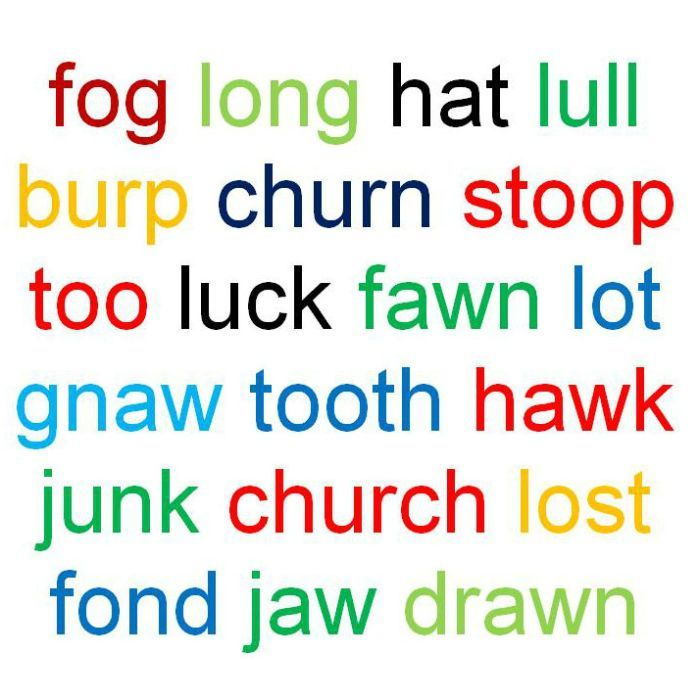 fog long hat lull
burp churn stoop
too luck fawn lot
gnaw tooth hawk
junk church lost
fond jaw drawn